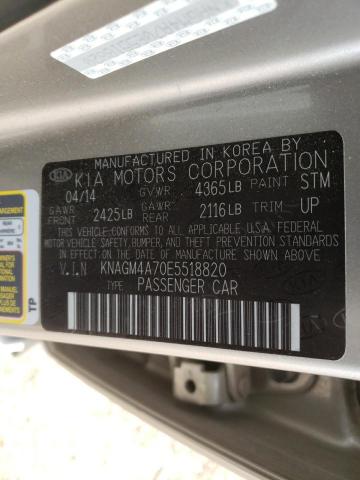 MANUFACTURED IN KOREA BY
KIA KIA MOTORS CORPORATION
04/14 GVWR 4365LB PAINT STM
GAWR FRONT 2425LB GAWR REAR 2116LB TRIM UP
THIS VEHICLE CONFORMS TO ALL APPLICABLE U.S.A FEDERAL
MOTOR VEHICLE SAFETY, BUMPER, AND THEFT PREVENTION STANDARDS
IN EFFECT ON THE DATE OF MANUFACTURE SHOWN ABOVE.
V.I.N KNAGM4A70E5518820
TYPE PASSENGER CAR
TP